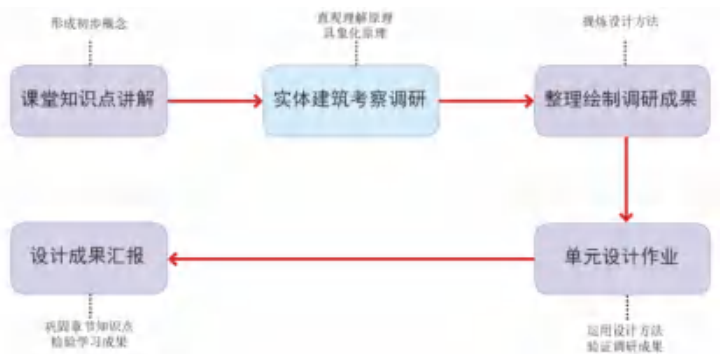 形成初步概念
直观理解原理
具象化原理
提炼设计方法
课堂知识点讲解
实体建筑考察调研
整理绘制调研成果
设计成果汇报
单元设计作业
巩固章节知识点
检验学习成果
运用设计方法
验证调研成果